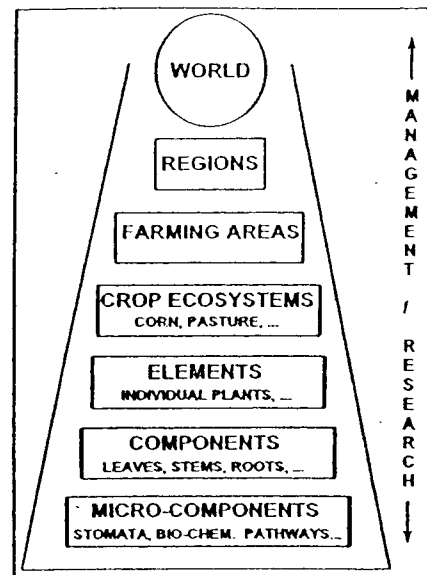 WORLD
REGIONS
FARMING AREAS
CROP ECOSYSTEMS
CORN, PASTURE, ...
ELEMENTS
INDIVIDUAL PLANTS, ...
COMPONENTS
LEAVES, STEMS, ROOTS, ...
MICRO-COMPONENTS
STOMATA, BIO-CHEM. PATHWAYS...
MANAGEMENT / RESEARCH